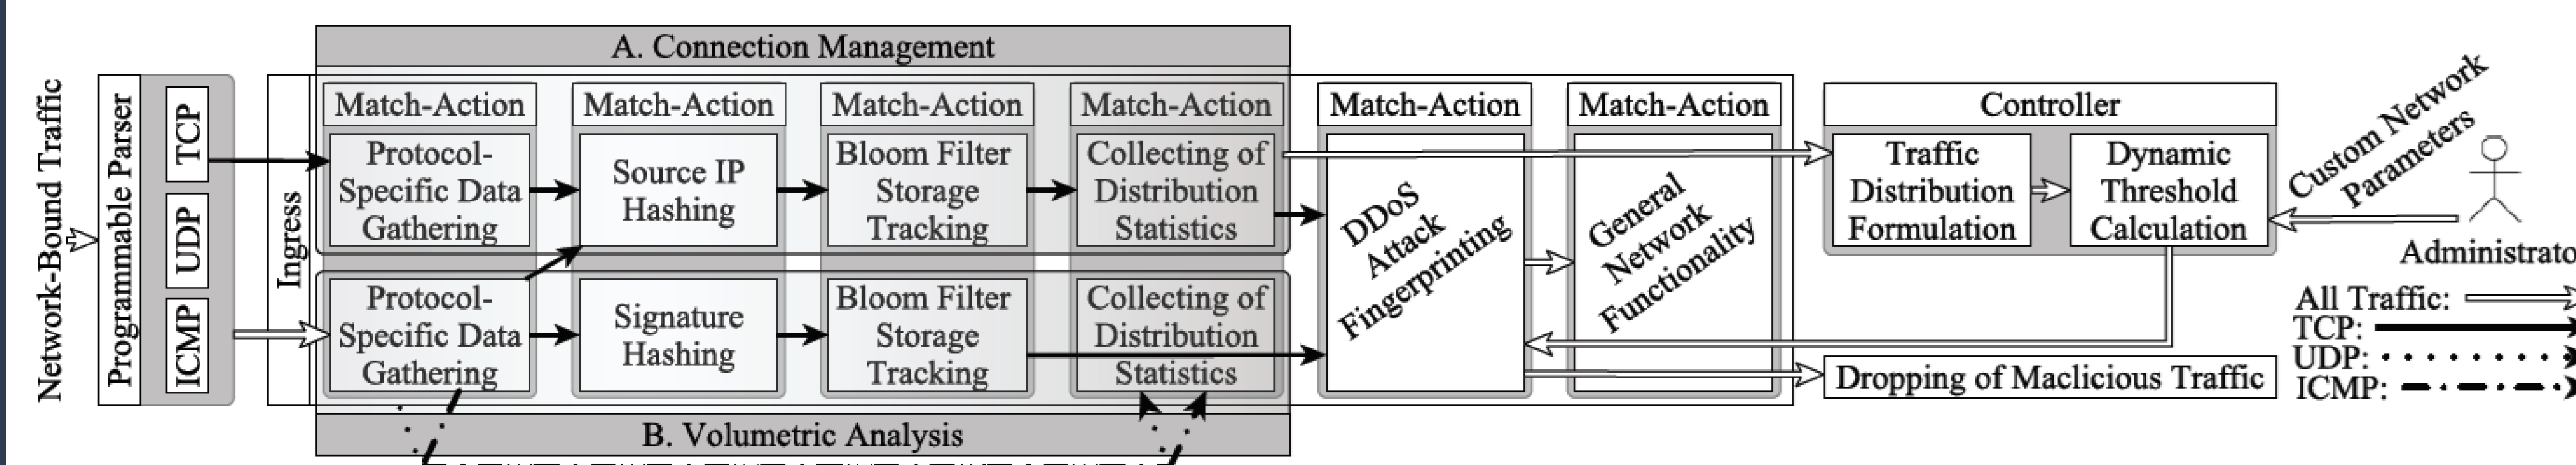 A. Connection Management
Network-Bound Traffic
Programmable Parser
TCP
UDP
ICMP
Ingress
Match-Action
Protocol-
Specific Data
Gathering
Match-Action
Source IP
Hashing
Match-Action
Bloom Filter
Storage
Tracking
Match-Action
Collecting of
Distribution
Statistics
Protocol-
Specific Data
Gathering
Signature
Hashing
Bloom Filter
Storage
Tracking
Collecting of
Distribution
Statistics
B. Volumetric Analysis
Match-Action
DDoS
Attack
Fingerprinting
Match-Action
General
Network
Functionality
Controller
Traffic
Distribution
Formulation
Dynamic
Threshold
Calculation
Dropping of Maclicious Traffic
Custom Network
Parameters
Administrato
All Traffic:
TCP:
UDP:
ICMP: